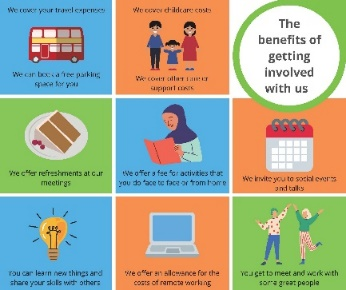 We cover your travel expenses
We can book a free parking
space for you
We cover childcare costs
We cover other care or
support costs
The
benefits of
getting
involved
with us
We offer refreshments at our
meetings
We offer a fee for activities that
you do face to face or from home
We invite you to social events
and talks
You can learn new things and
share your skills with others
We offer an allowance for the
costs of remote working
You get to meet and work with
some great people